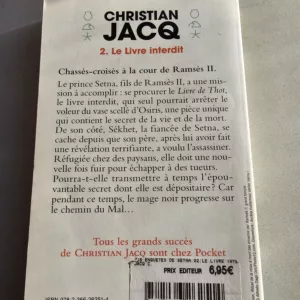 CHRISTIAN
JACQ
2. Le Livre interdit
Chassés-croisés à la cour de Ramsès II.
Le prince Setna, fils de Ramsès II, a une mis-
sion à accomplir : se procurer le Livre de Thot,
le livre interdit, qui seul pourrait arrêter le
voleur du vase scellé d'Osiris, une pièce unique
qui contient le secret de la vie et de la mort.
De son côté, Sékhet, la fiancée de Setna, se
cache depuis que son père, après lui avoir fait
une révélation terrifiante, a voulu l'assassiner.
Réfugiée chez des paysans, elle doit une nou-
velle fois fuir pour échapper à des tueurs.
Pourra-t-elle transmettre à temps l'épou-
vantable secret dont elle est dépositaire ? Car
pendant ce temps, le mage noir progresse sur
le chemin du Mal…
Tous les grands succès
de CHRISTIAN JACQ sont chez Pocket
JACQ C.
PRIX EDITEUR 6,95€